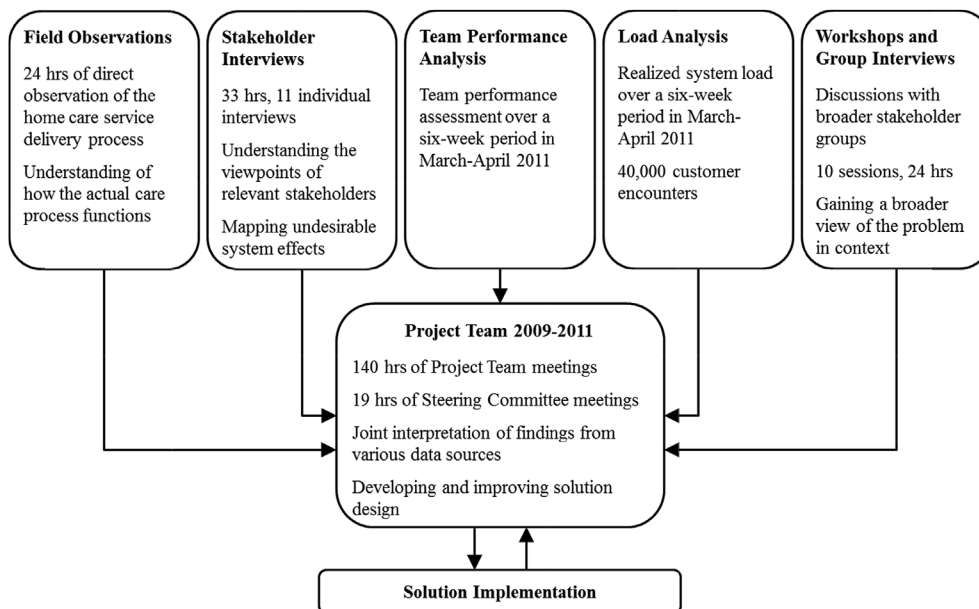 Field Observations
24 hrs of direct
observation of the
home care service
delivery process
Understanding of
how the actual care
process functions
Stakeholder
Interviews
33 hrs, 11 individual
interviews
Understanding the
viewpoints of
relevant stakeholders
Mapping undesirable
system effects
Team Performance
Analysis
Team performance
assessment over a
six-week period in
March-April 2011
Load Analysis
Realized system load
over a six-week
period in March-
April 2011
40,000 customer
encounters
Workshops and
Group Interviews
Discussions with
broader stakeholder
groups
10 sessions, 24 hrs
Gaining a broader
view of the problem
in context
Project Team 2009-2011
140 hrs of Project Team meetings
19 hrs of Steering Committee meetings
Joint interpretation of findings from
various data sources
Developing and improving solution
design
Solution Implementation